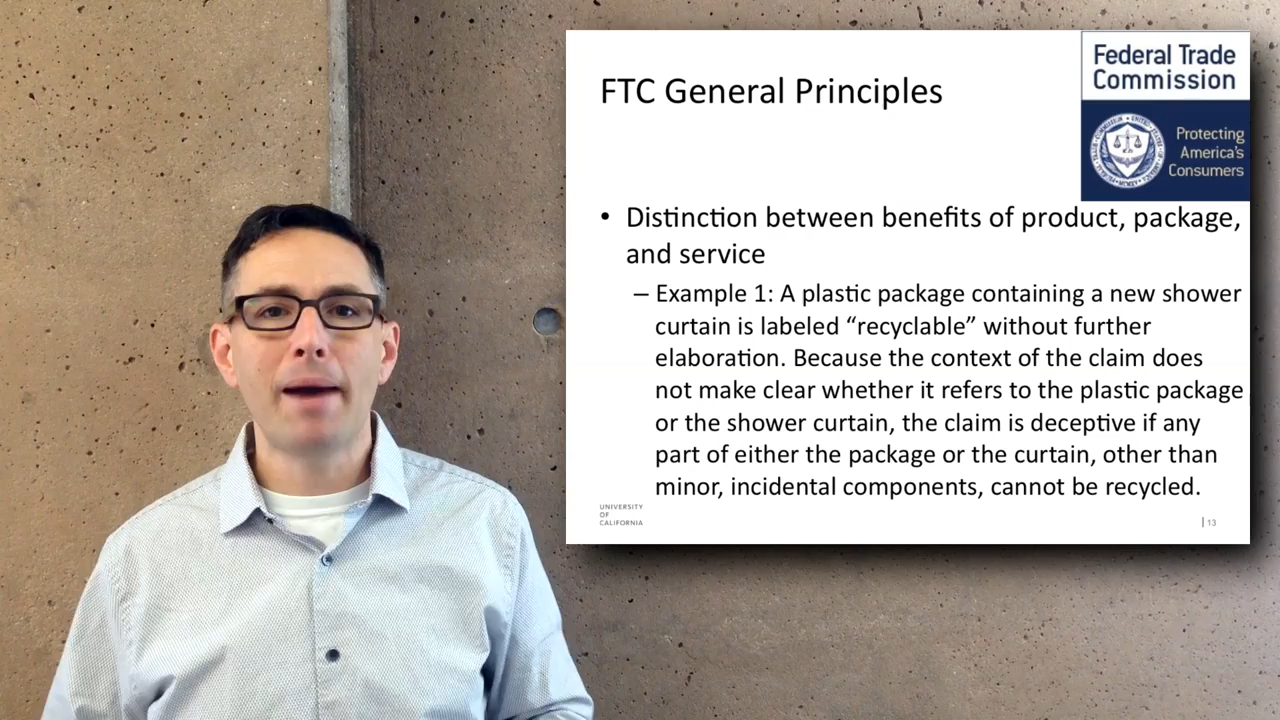 Federal Trade
Commission
FTC General Principles
Protecting
America's
Consumers
• Distinction between benefits of product, package,
and service
– Example 1: A plastic package containing a new shower
curtain is labeled “recyclable” without further
elaboration. Because the context of the claim does
not make clear whether it refers to the plastic package
or the shower curtain, the claim is deceptive if any
part of either the package or the curtain, other than
minor, incidental components, cannot be recycled.
UNIVERSITY
OF
CALIFORNIA
| 13